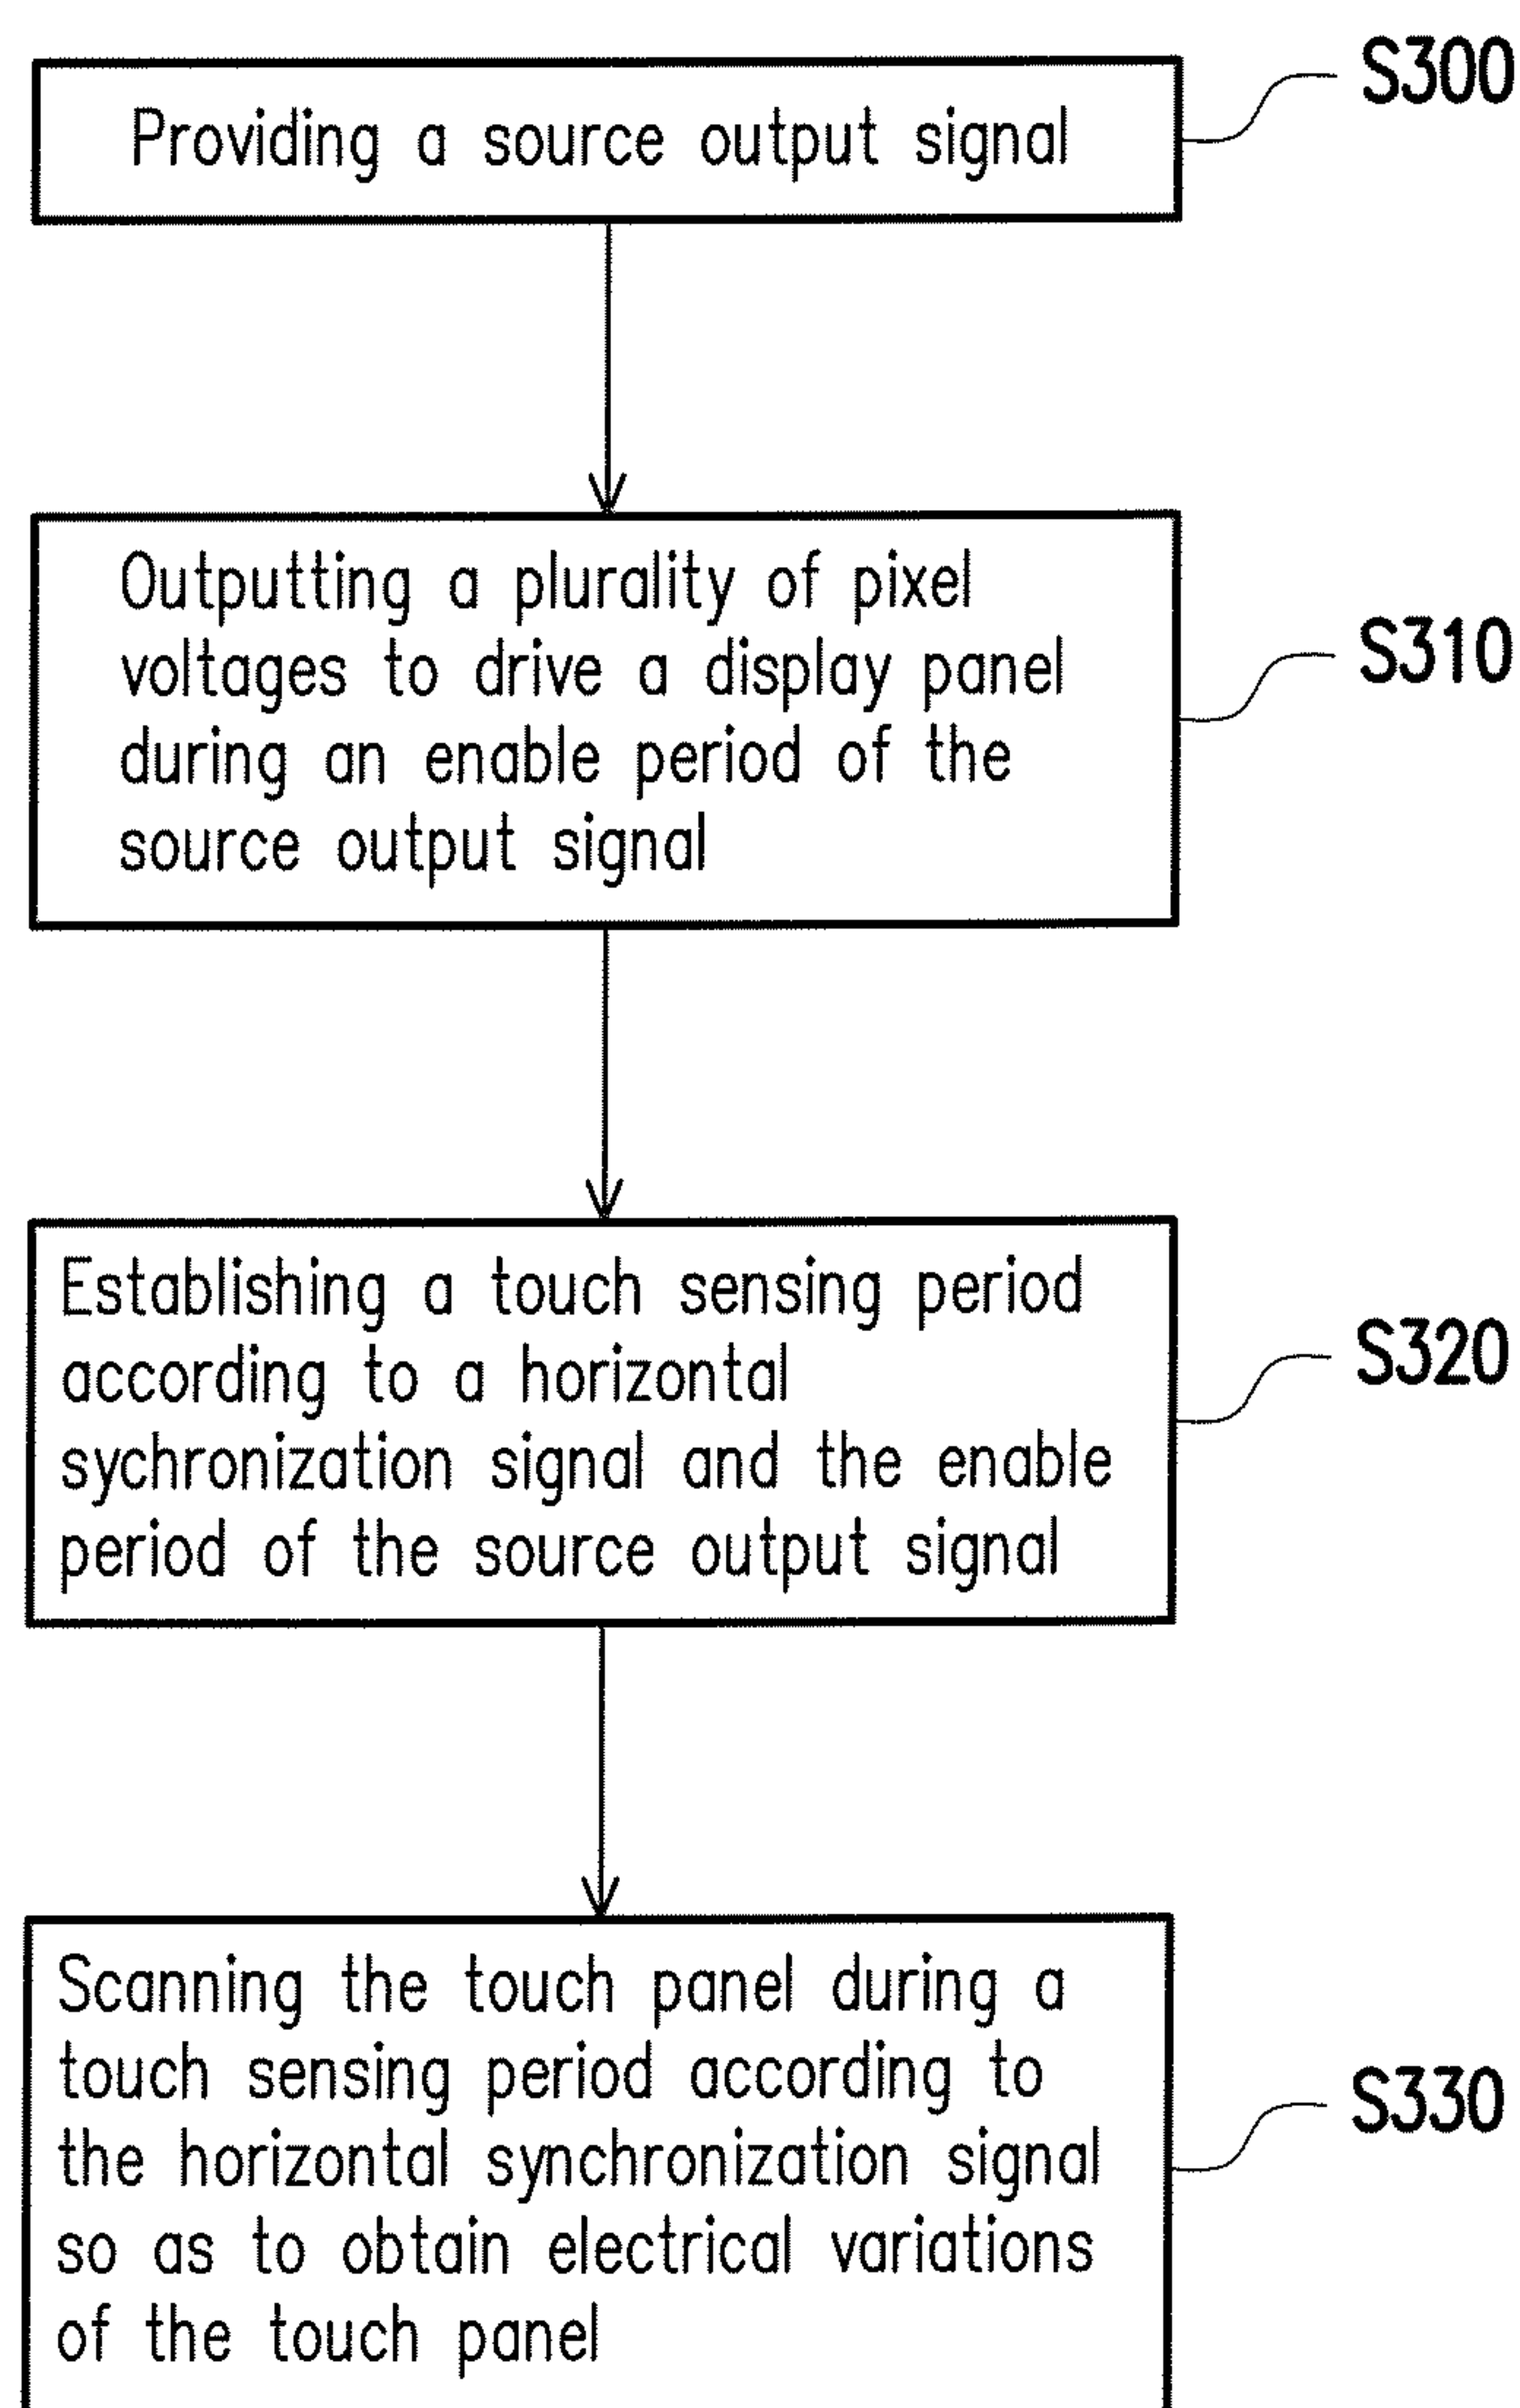 S300
Providing a source output signal
Outputting a plurality of pixel
voltages to drive a display panel
during an enable period of the
source output signal
S310
Establishing a touch sensing period
according to a horizontal
sychronization signal and the enable
period of the source output signal
S320
Scanning the touch panel during a
touch sensing period according to
the horizontal synchronization signal
so as to obtain electrical variations
of the touch panel
S330